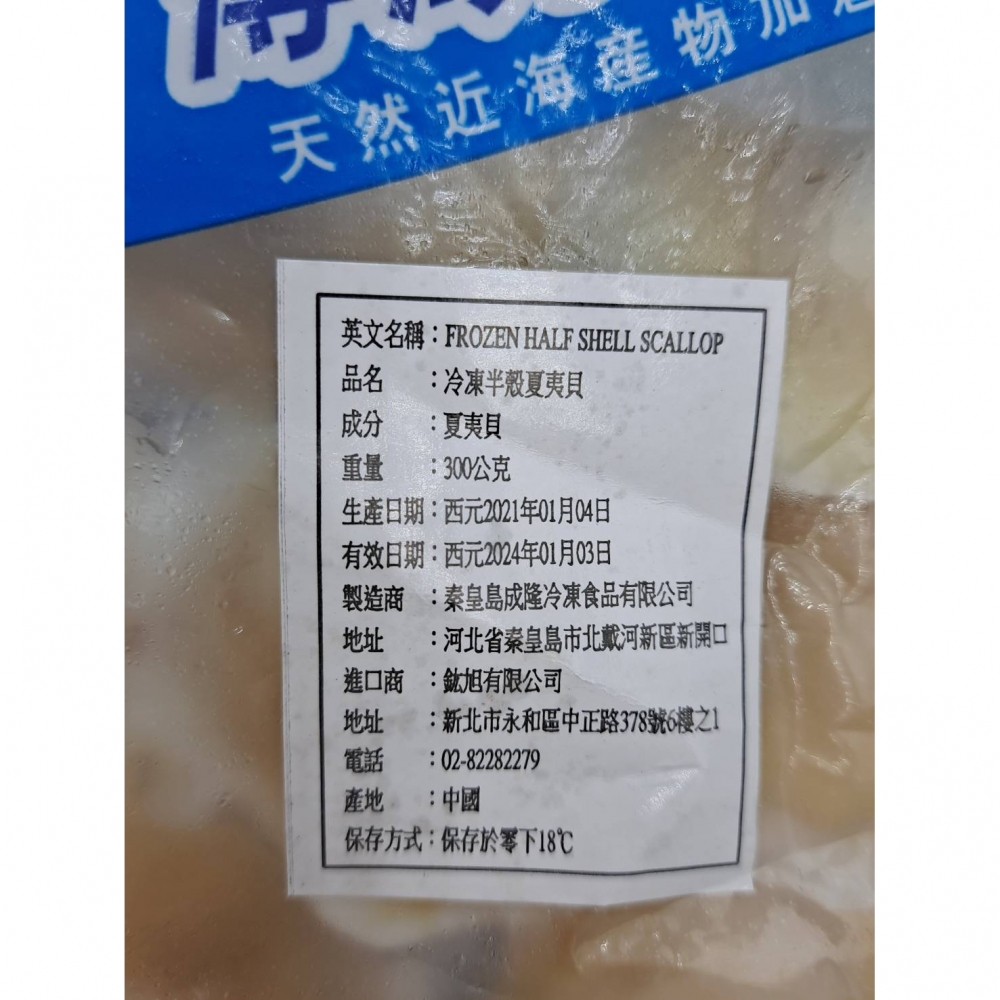 天然近海產物加
英文名稱：FROZEN HALF SHELL SCALLOP
品名　　：冷凍半殼夏夷貝
成分　　：夏夷貝
重量　　：300公克
生產日期：西元2021年01月04日
有效日期：西元2024年01月03日
製造商　：秦皇島成隆冷凍食品有限公司
地址　　：河北省秦皇島市北戴河新區新開口
進口商　：鈜旭有限公司
地址　　：新北市永和區中正路378號6樓之1
電話　　：02-82282279
產地　　：中國
保存方式：保存於零下18℃